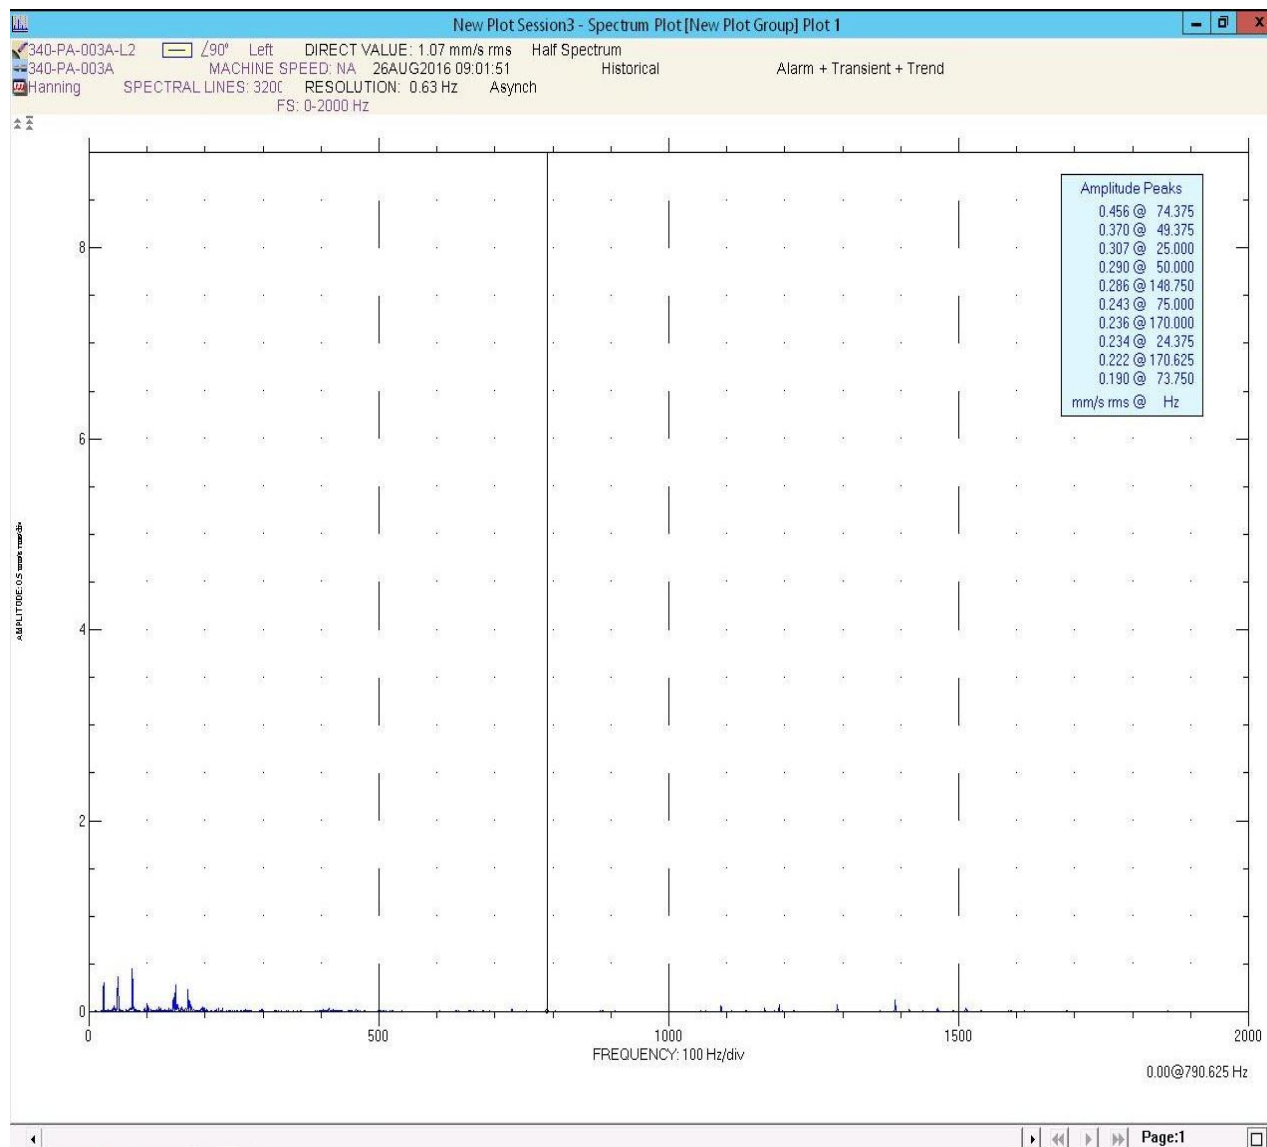 New Plot Session3 - Spectrum Plot [New Plot Group] Plot 1
340-PA-003A-L2 ∠90° Left DIRECT VALUE: 1.07 mm/s rms Half Spectrum
340-PA-003A MACHINE SPEED: NA 26AUG2016 09:01:51 Historical Alarm + Transient + Trend
Hanning SPECTRAL LINES: 3200 RESOLUTION: 0.63 Hz Asynch
FS: 0-2000 Hz
Amplitude Peaks
0.456 @ 74.375
0.370 @ 49.375
0.307 @ 25.000
0.290 @ 50.000
0.286 @ 148.750
0.243 @ 75.000
0.236 @ 170.000
0.234 @ 24.375
0.222 @ 170.625
0.190 @ 73.750
mm/s rms @ Hz
8
6
4
2
0
AMPLITUDE: 0.5 mm/s rms/div
0 500 1000 1500 2000
FREQUENCY: 100 Hz/div
0.00@790.625 Hz
Page:1